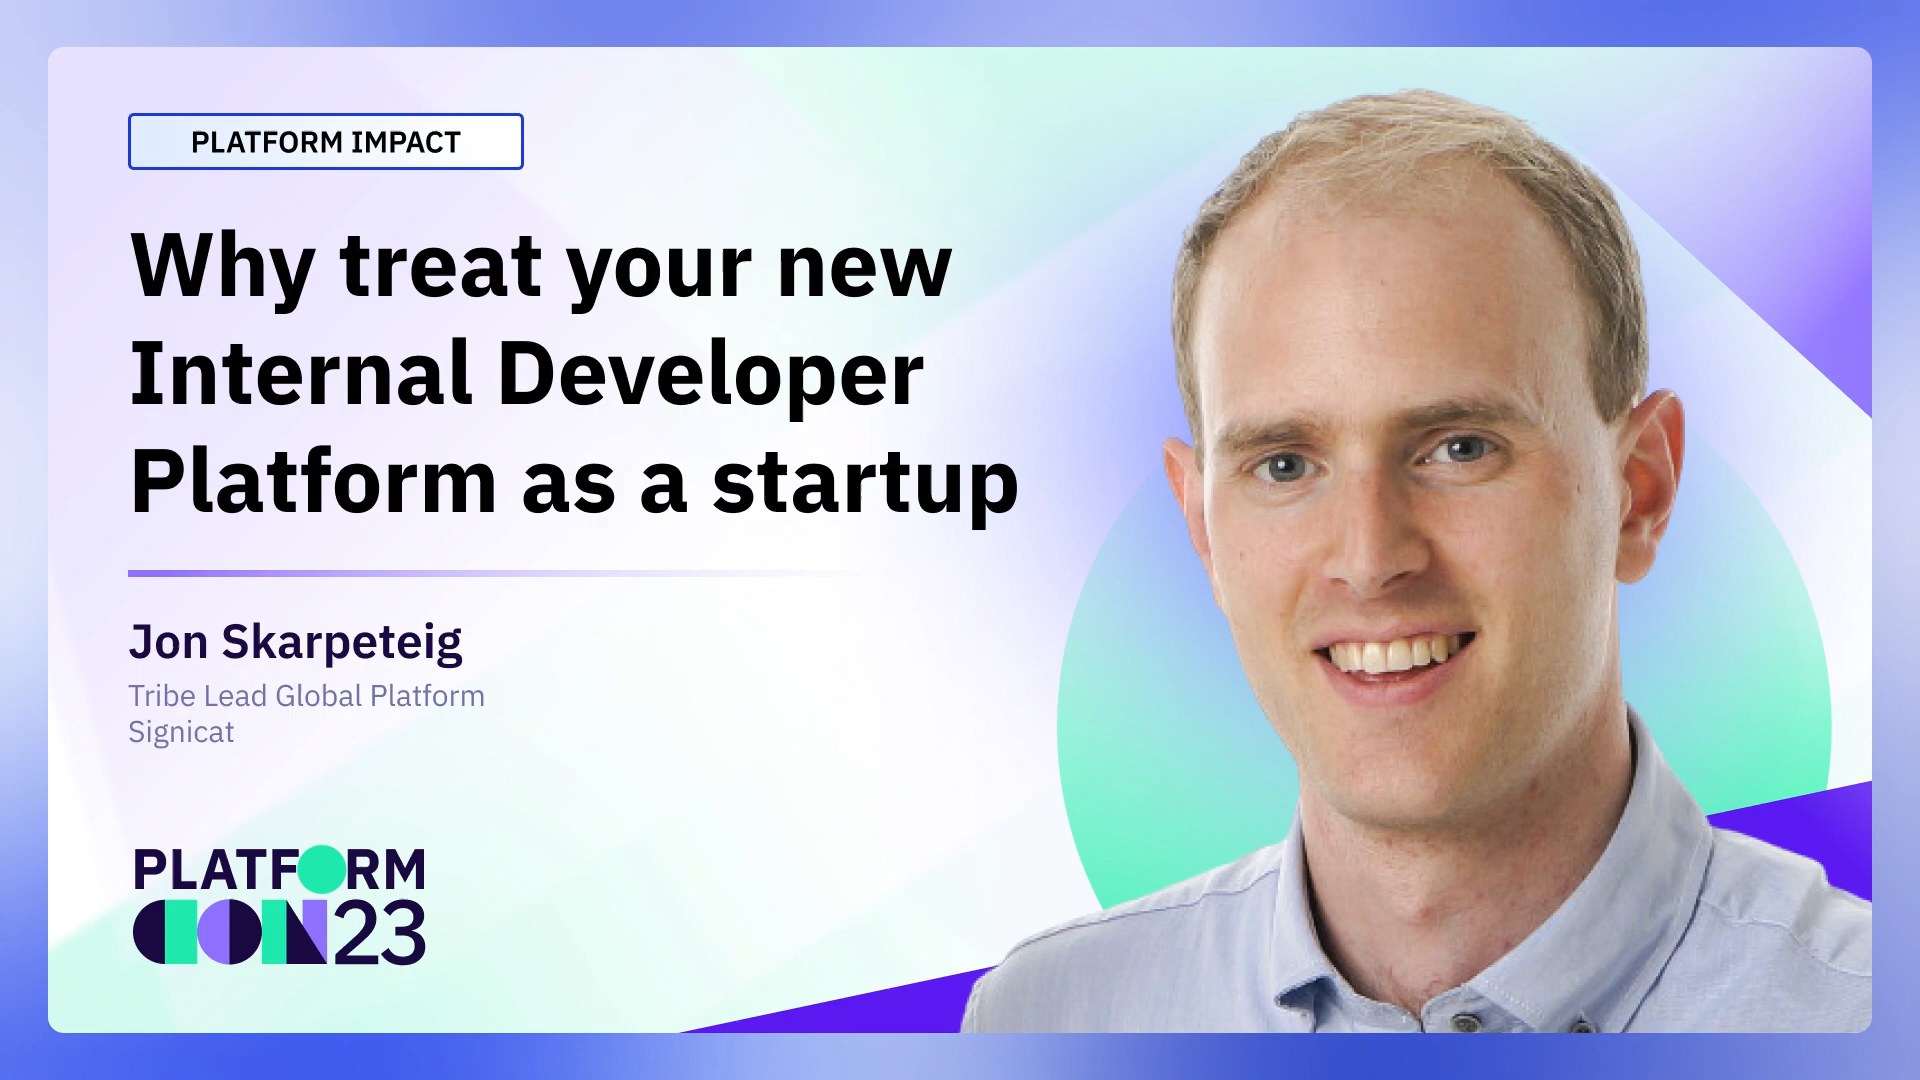 PLATFORM IMPACT
Why treat your new
Internal Developer
Platform as a startup
Jon Skarpeteig
Tribe Lead Global Platform
Signicat
PLATFORM
CON23